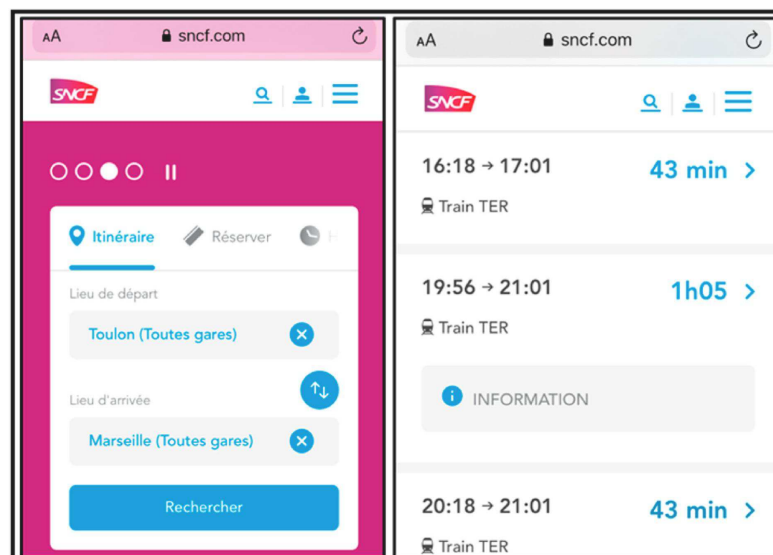 AA sncf.com
SNCF
Itinéraire Réserver H
Lieu de départ
Toulon (Toutes gares)
Lieu d'arrivée
Marseille (Toutes gares)
Rechercher
AA sncf.com
SNCF
16:18 → 17:01 43 min >
Train TER
19:56 → 21:01 1h05 >
Train TER
INFORMATION
20:18 → 21:01 43 min >
Train TER